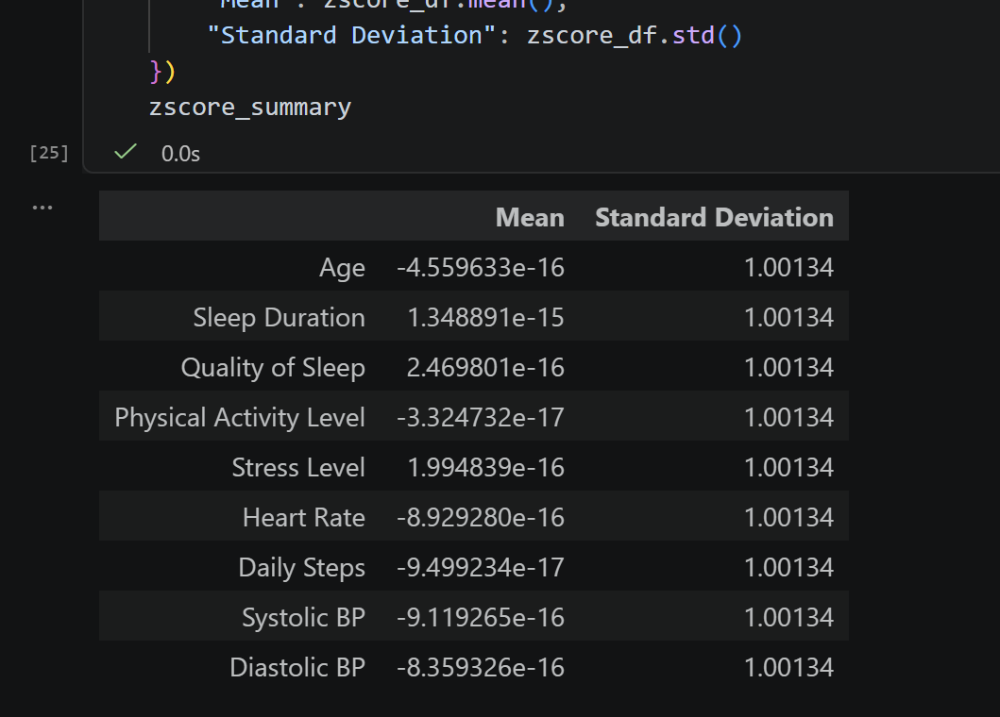 "Mean": zscore_df.mean(),
"Standard Deviation": zscore_df.std()
})
zscore_summary
[25] ✓ 0.0s
...
Mean Standard Deviation
Age -4.559633e-16 1.00134
Sleep Duration 1.348891e-15 1.00134
Quality of Sleep 2.469801e-16 1.00134
Physical Activity Level -3.324732e-17 1.00134
Stress Level 1.994839e-16 1.00134
Heart Rate -8.929280e-16 1.00134
Daily Steps -9.499234e-17 1.00134
Systolic BP -9.119265e-16 1.00134
Diastolic BP -8.359326e-16 1.00134